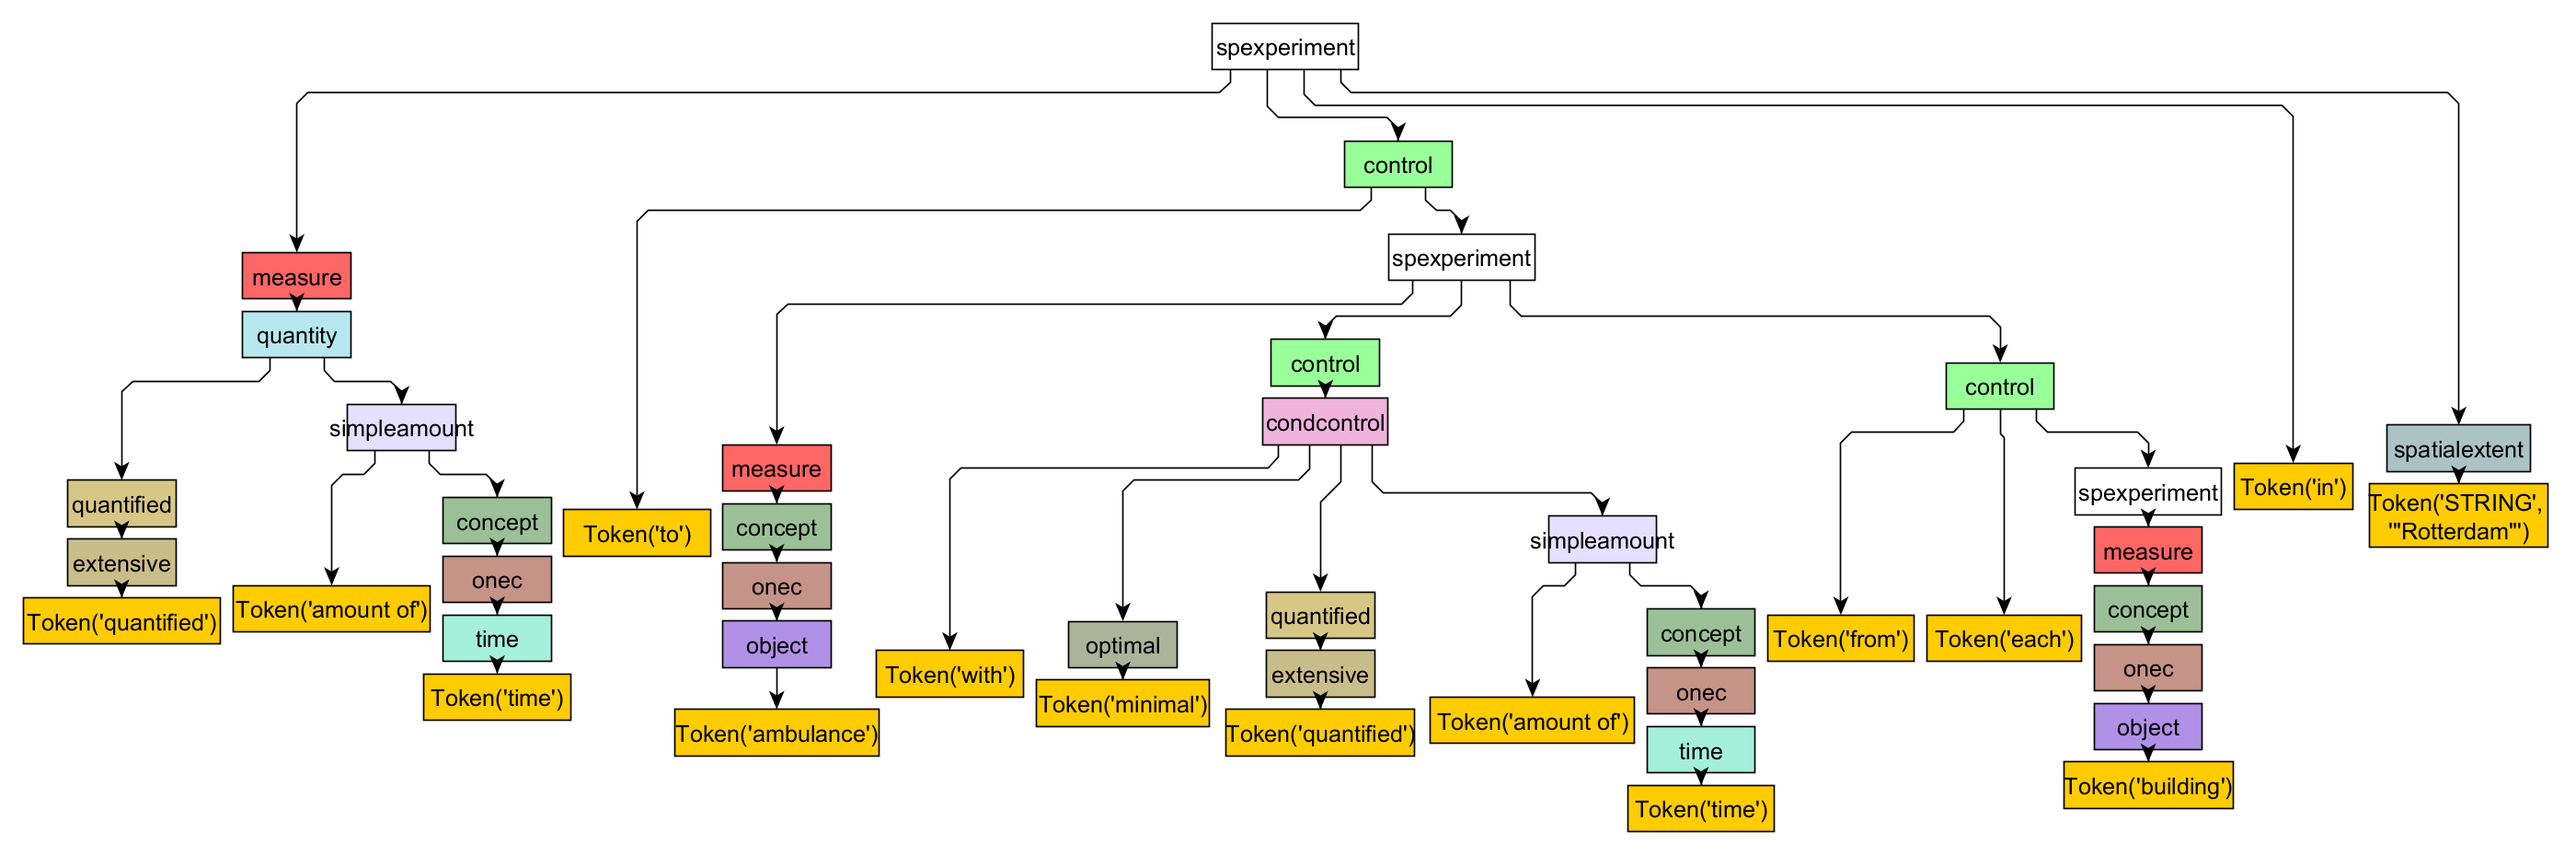 spexperiment
control
spexperiment
measure
quantity
control
condcontrol
control
simpleamount
measure
concept
onec
object
Token('ambulance')
quantified
extensive
Token('quantified')
Token('amount of')
concept
onec
time
Token('time')
Token('to')
Token('with')
optimal
Token('minimal')
quantified
extensive
Token('quantified')
simpleamount
Token('amount of')
concept
onec
time
Token('time')
Token('from')
Token('each')
spexperiment
measure
concept
onec
object
Token('building')
Token('in')
spatialextent
Token('STRING',
'"Rotterdam"')